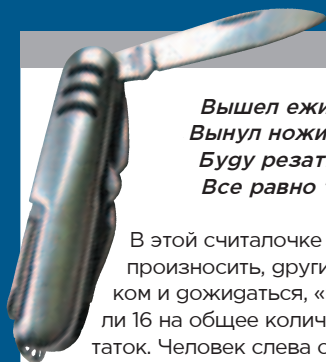 Вышел ежи
Вынул ножи
Буду резат
Все равно
В этой считалочке
произносить, други
ком и дожидаться, «
ли 16 на общее колич
таток. Человек слева